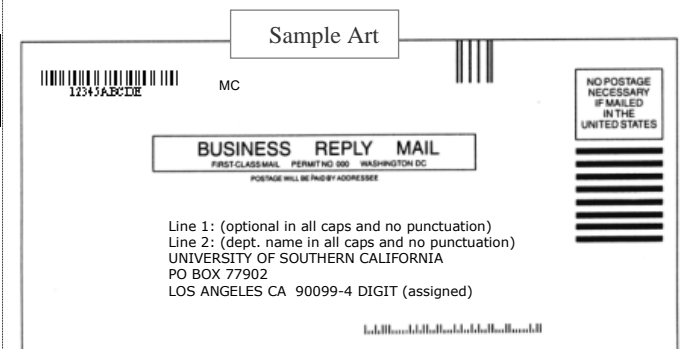 Sample Art
12345ABCDE
MC
NO POSTAGE
NECESSARY
IF MAILED
IN THE
UNITED STATES
BUSINESS REPLY MAIL
FIRST-CLASS MAIL PERMIT NO 000 WASHINGTON DC
POSTAGE WILL BE PAID BY ADDRESSEE
Line 1: (optional in all caps and no punctuation)
Line 2: (dept. name in all caps and no punctuation)
UNIVERSITY OF SOUTHERN CALIFORNIA
PO BOX 77902
LOS ANGELES CA 90099-4 DIGIT (assigned)